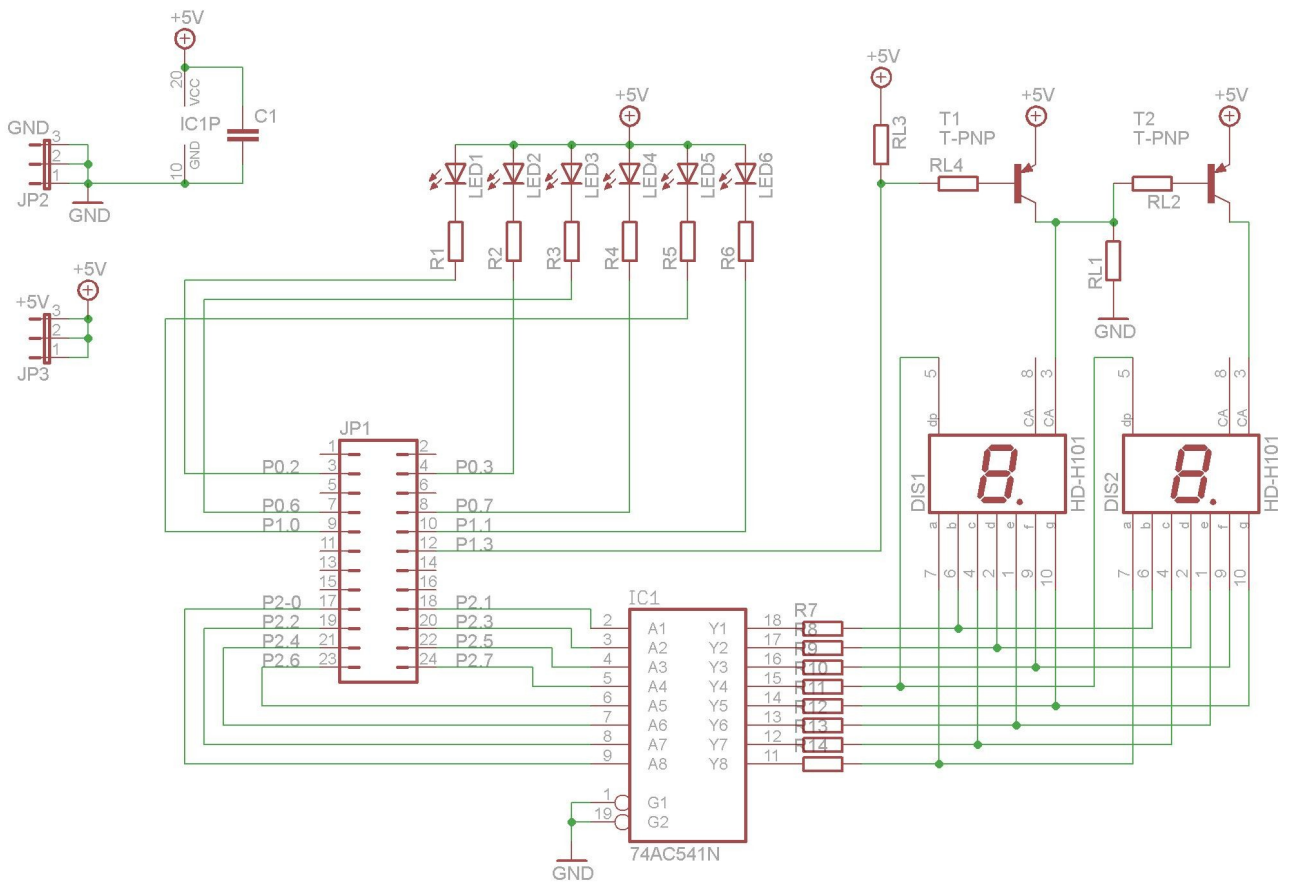 +5V
20
VCC
IC1P
GND
10
C1
GND
3
2
1
JP2
GND
+5V
+5V
3
2
1
JP3
+5V
LED1
LED2
LED3
LED4
LED5
LED6
R1
R2
R3
R4
R5
R6
+5V
RL3
T1
T-PNP
+5V
RL4
T2
T-PNP
+5V
RL2
RL1
GND
JP1
1 2
P0.2 3 4 P0.3
5 6
P0.6 7 8 P0.7
P1.0 9 10 P1.1
11 12 P1.3
13 14
15 16
P2-0 17 18 P2.1
P2.2 19 20 P2.3
P2.4 21 22 P2.5
P2.6 23 24 P2.7
5 8 3
dp CA CA
DIS1
HD-H101
a b c d e f g
7 6 4 2 1 9 10
5 8 3
dp CA CA
DIS2
HD-H101
a b c d e f g
7 6 4 2 1 9 10
IC1
2 A1 Y1 18 R7
3 A2 Y2 17 R8
4 A3 Y3 16 R9
5 A4 Y4 15 R10
6 A5 Y5 14 R11
7 A6 Y6 13 R12
8 A7 Y7 12 R13
9 A8 Y8 11 R14
1 G1
19 G2
74AC541N
GND